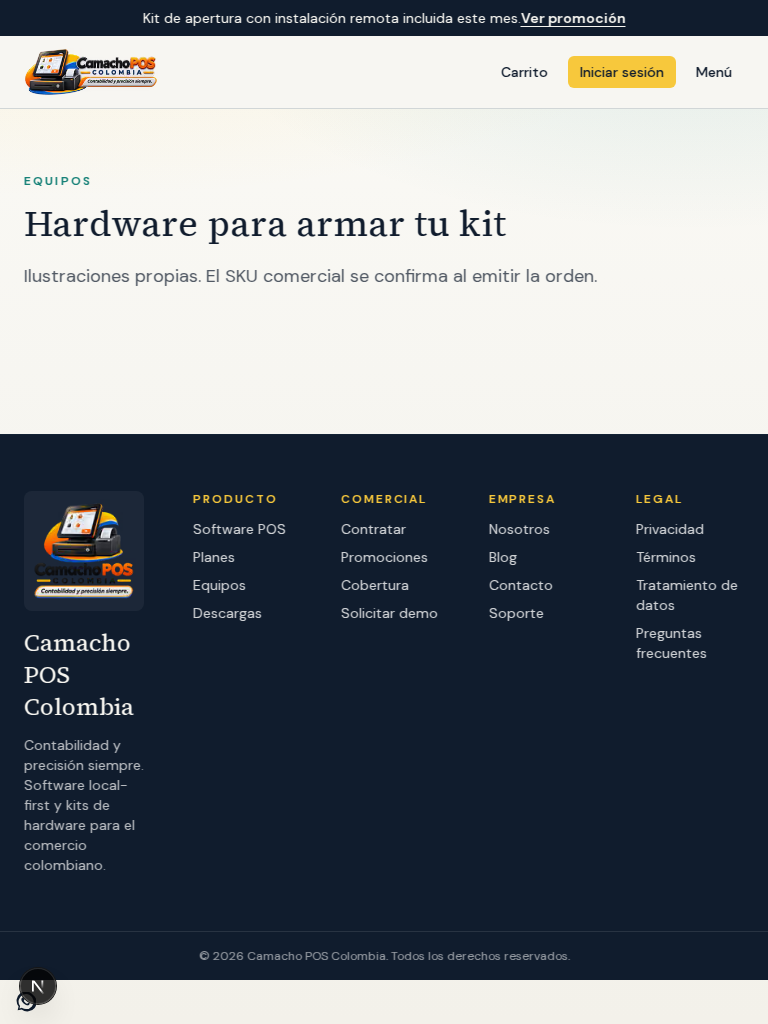 Kit de apertura con instalación remota incluida este mes.Ver promoción
CamachoPOS
COLOMBIA
Contabilidad y precisión siempre.
Carrito
Iniciar sesión
Menú
EQUIPOS
Hardware para armar tu kit
Ilustraciones propias. El SKU comercial se confirma al emitir la orden.
CamachoPOS
COLOMBIA
Contabilidad y precisión siempre.
Camacho
POS
Colombia
Contabilidad y
precisión siempre.
Software local-
first y kits de
hardware para el
comercio
colombiano.
PRODUCTO
Software POS
Planes
Equipos
Descargas
COMERCIAL
Contratar
Promociones
Cobertura
Solicitar demo
EMPRESA
Nosotros
Blog
Contacto
Soporte
LEGAL
Privacidad
Términos
Tratamiento de
datos
Preguntas
frecuentes
© 2026 Camacho POS Colombia. Todos los derechos reservados.
N